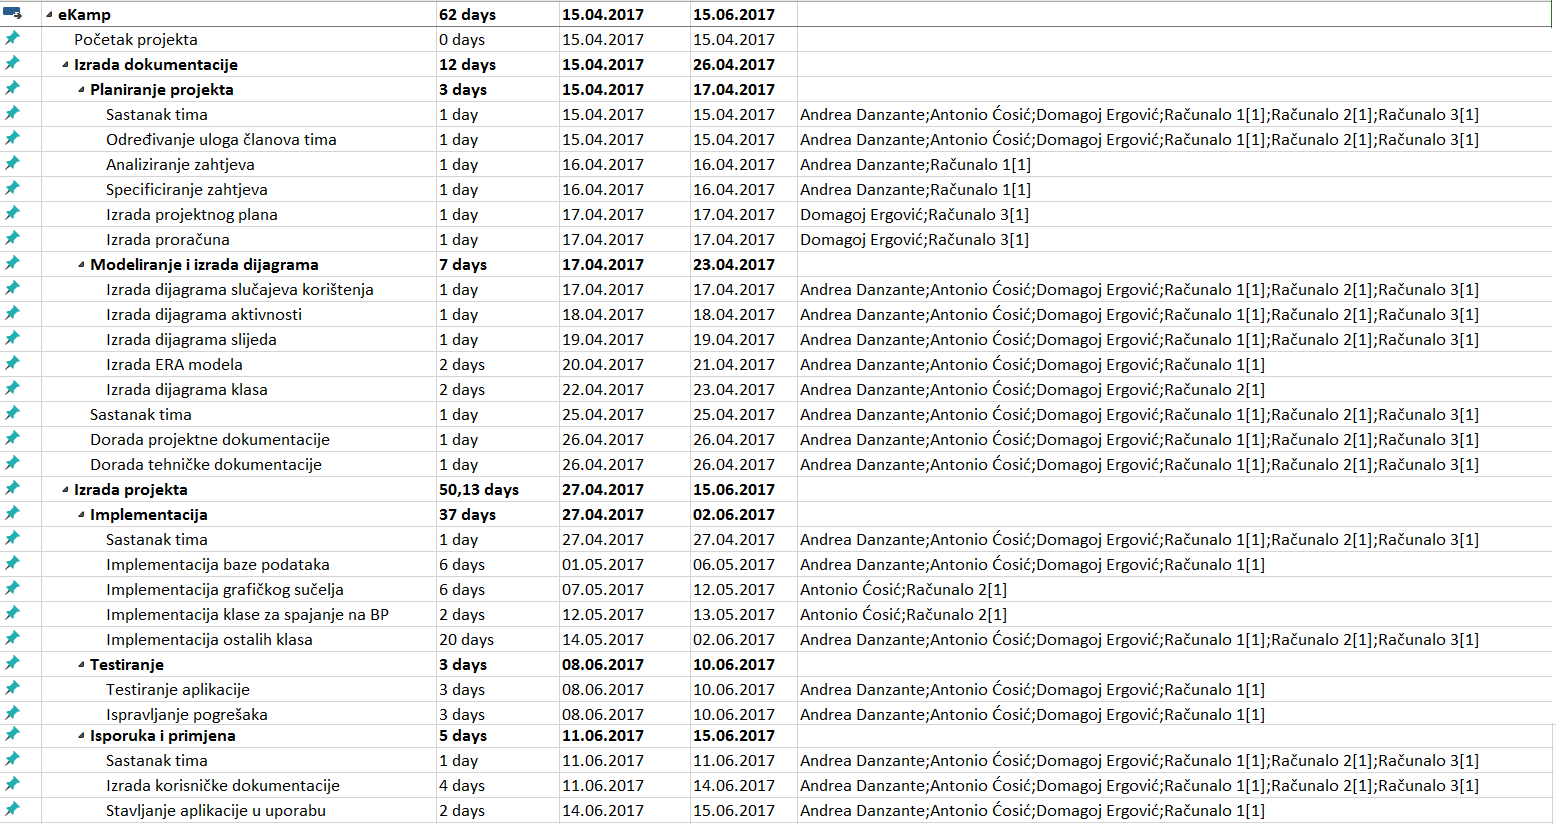 eKamp 62 days 15.04.2017 15.06.2017
Početak projekta 0 days 15.04.2017 15.04.2017
Izrada dokumentacije 12 days 15.04.2017 26.04.2017
Planiranje projekta 3 days 15.04.2017 17.04.2017
Sastanak tima 1 day 15.04.2017 15.04.2017 Andrea Danzante;Antonio Ćosić;Domagoj Ergović;Računalo 1[1];Računalo 2[1];Računalo 3[1]
Određivanje uloga članova tima 1 day 15.04.2017 15.04.2017 Andrea Danzante;Antonio Ćosić;Domagoj Ergović;Računalo 1[1];Računalo 2[1];Računalo 3[1]
Analiziranje zahtjeva 1 day 16.04.2017 16.04.2017 Andrea Danzante;Računalo 1[1]
Specificiranje zahtjeva 1 day 16.04.2017 16.04.2017 Andrea Danzante;Računalo 1[1]
Izrada projektnog plana 1 day 17.04.2017 17.04.2017 Domagoj Ergović;Računalo 3[1]
Izrada proračuna 1 day 17.04.2017 17.04.2017 Domagoj Ergović;Računalo 3[1]
Modeliranje i izrada dijagrama 7 days 17.04.2017 23.04.2017
Izrada dijagrama slučajeva korištenja 1 day 17.04.2017 17.04.2017 Andrea Danzante;Antonio Ćosić;Domagoj Ergović;Računalo 1[1];Računalo 2[1];Računalo 3[1]
Izrada dijagrama aktivnosti 1 day 18.04.2017 18.04.2017 Andrea Danzante;Antonio Ćosić;Domagoj Ergović;Računalo 1[1];Računalo 2[1];Računalo 3[1]
Izrada dijagrama slijeda 1 day 19.04.2017 19.04.2017 Andrea Danzante;Antonio Ćosić;Domagoj Ergović;Računalo 1[1];Računalo 2[1];Računalo 3[1]
Izrada ERA modela 2 days 20.04.2017 21.04.2017 Andrea Danzante;Antonio Ćosić;Domagoj Ergović;Računalo 1[1]
Izrada dijagrama klasa 2 days 22.04.2017 23.04.2017 Andrea Danzante;Antonio Ćosić;Domagoj Ergović;Računalo 2[1]
Sastanak tima 1 day 25.04.2017 25.04.2017 Andrea Danzante;Antonio Ćosić;Domagoj Ergović;Računalo 1[1];Računalo 2[1];Računalo 3[1]
Dorada projektne dokumentacije 1 day 26.04.2017 26.04.2017 Andrea Danzante;Antonio Ćosić;Domagoj Ergović;Računalo 1[1];Računalo 2[1];Računalo 3[1]
Dorada tehničke dokumentacije 1 day 26.04.2017 26.04.2017 Andrea Danzante;Antonio Ćosić;Domagoj Ergović;Računalo 1[1];Računalo 2[1];Računalo 3[1]
Izrada projekta 50,13 days 27.04.2017 15.06.2017
Implementacija 37 days 27.04.2017 02.06.2017
Sastanak tima 1 day 27.04.2017 27.04.2017 Andrea Danzante;Antonio Ćosić;Domagoj Ergović;Računalo 1[1];Računalo 2[1];Računalo 3[1]
Implementacija baze podataka 6 days 01.05.2017 06.05.2017 Andrea Danzante;Antonio Ćosić;Domagoj Ergović;Računalo 1[1]
Implementacija grafičkog sučelja 6 days 07.05.2017 12.05.2017 Antonio Ćosić;Računalo 2[1]
Implementacija klase za spajanje na BP 2 days 12.05.2017 13.05.2017 Antonio Ćosić;Računalo 2[1]
Implementacija ostalih klasa 20 days 14.05.2017 02.06.2017 Andrea Danzante;Antonio Ćosić;Domagoj Ergović;Računalo 1[1];Računalo 2[1];Računalo 3[1]
Testiranje 3 days 08.06.2017 10.06.2017
Testiranje aplikacije 3 days 08.06.2017 10.06.2017 Andrea Danzante;Antonio Ćosić;Domagoj Ergović;Računalo 1[1]
Ispravljanje pogrešaka 3 days 08.06.2017 10.06.2017 Andrea Danzante;Antonio Ćosić;Domagoj Ergović;Računalo 1[1]
Isporuka i primjena 5 days 11.06.2017 15.06.2017
Sastanak tima 1 day 11.06.2017 11.06.2017 Andrea Danzante;Antonio Ćosić;Domagoj Ergović;Računalo 1[1];Računalo 2[1];Računalo 3[1]
Izrada korisničke dokumentacije 4 days 11.06.2017 14.06.2017 Andrea Danzante;Antonio Ćosić;Domagoj Ergović;Računalo 1[1];Računalo 2[1];Računalo 3[1]
Stavljanje aplikacije u uporabu 2 days 14.06.2017 15.06.2017 Andrea Danzante;Antonio Ćosić;Domagoj Ergović;Računalo 1[1]